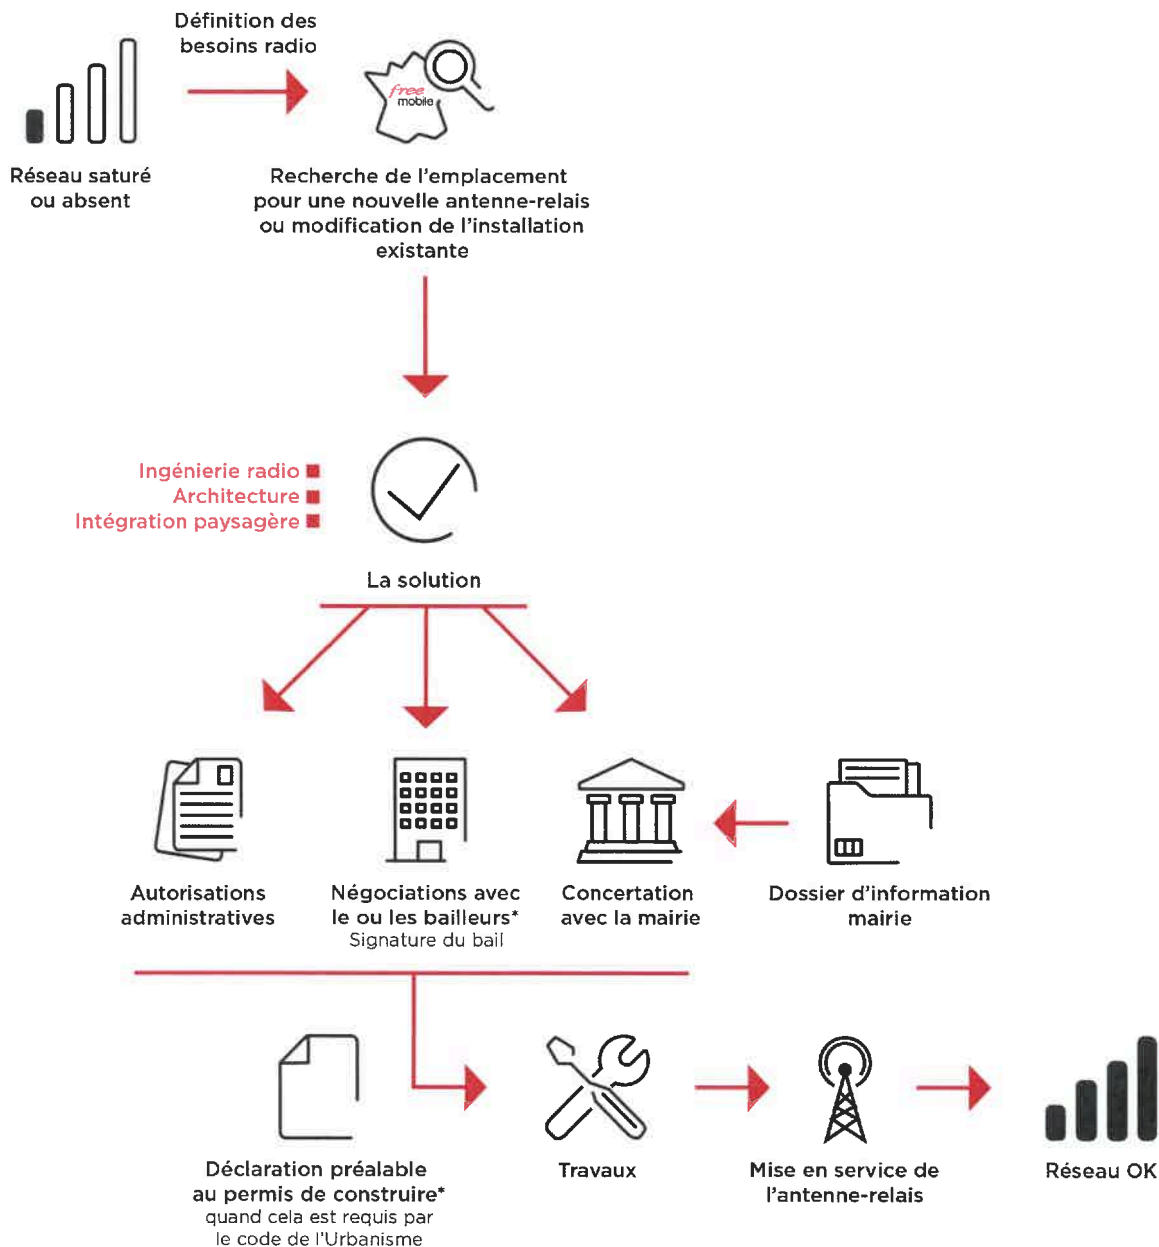 Définition des
besoins radio
free
mobile
Réseau saturé
ou absent
Recherche de l'emplacement
pour une nouvelle antenne-relais
ou modification de l'installation
existante
Ingénierie radio
Architecture
Intégration paysagère
La solution
Autorisations
administratives
Négociations avec
le ou les bailleurs*
Signature du bail
Concertation
avec la mairie
Dossier d'information
mairie
Déclaration préalable
au permis de construire*
quand cela est requis par
le code de l'Urbanisme
Travaux
Mise en service de
l'antenne-relais
Réseau OK